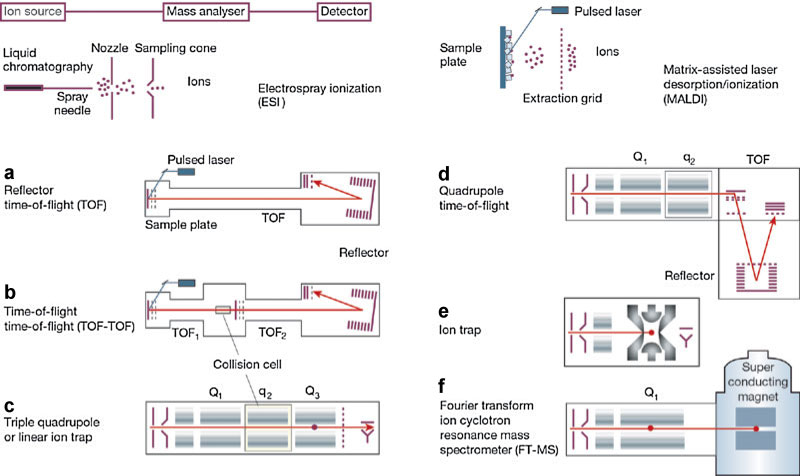 Ion source
Mass analyser
Detector
Liquid
chromatography
Nozzle
Sampling cone
Ions
Spray
needle
Electrospray ionization
(ESI)
Pulsed laser
Sample
plate
Ions
Extraction grid
Matrix-assisted laser
desorption/ionization
(MALDI)
a
Reflector
time-of-flight (TOF)
Pulsed laser
Sample plate
TOF
Reflector
b
Time-of-flight
time-of-flight (TOF-TOF)
TOF1
TOF2
Collision cell
c
Triple quadrupole
or linear ion trap
Q1
q2
Q3
d
Quadrupole
time-of-flight
Q1
q2
TOF
Reflector
e
Ion trap
f
Fourier transform
ion cyclotron
resonance mass
spectrometer (FT-MS)
Q1
Super
conducting
magnet